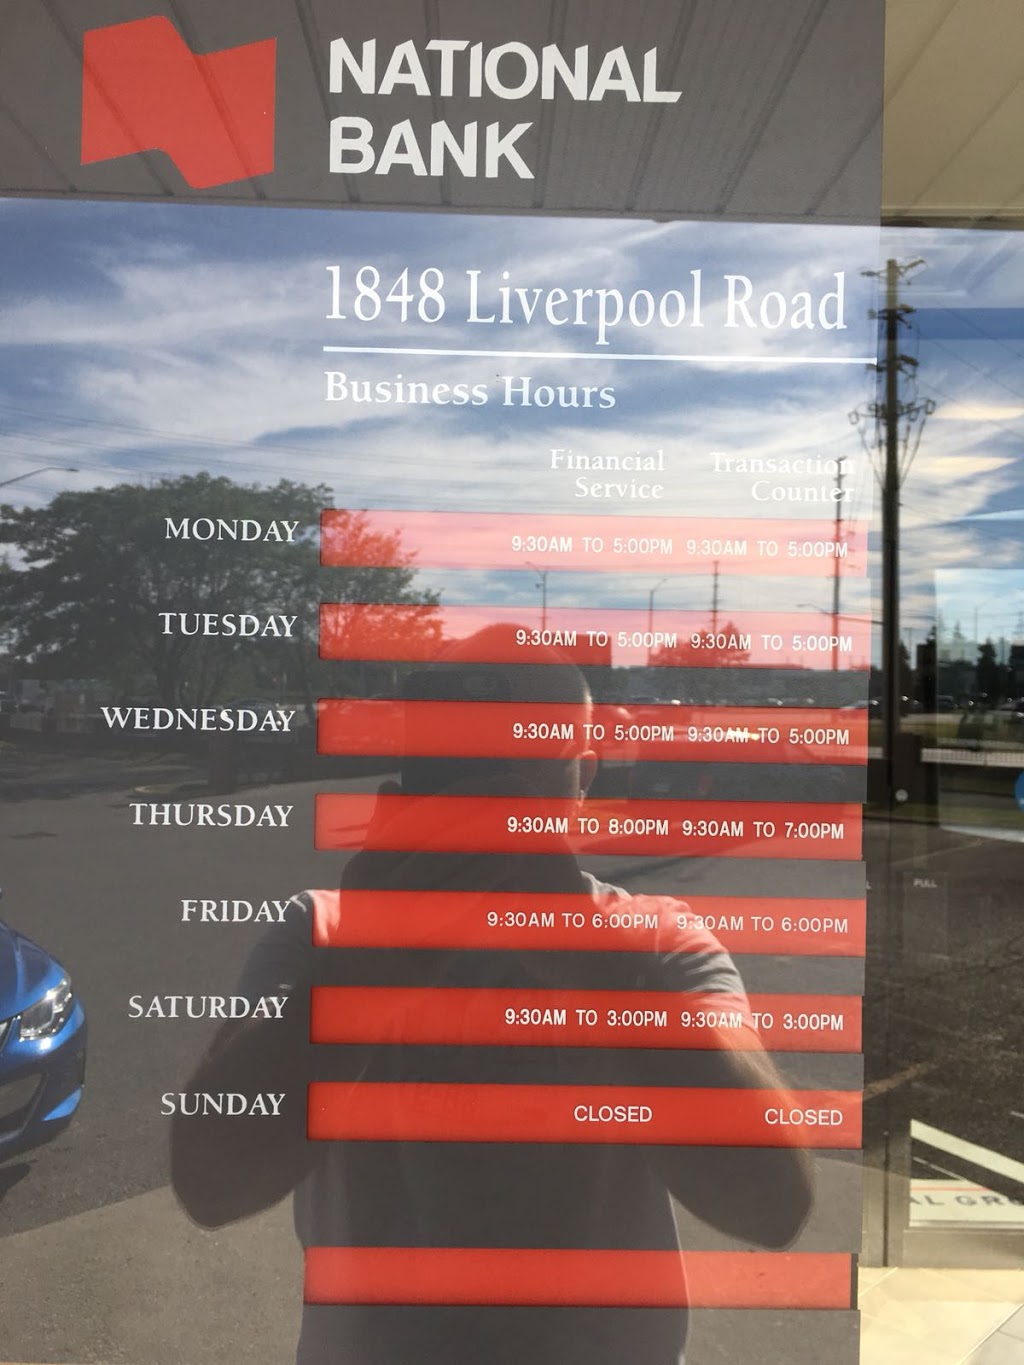 NATIONAL
BANK
1848 Liverpool Road
Business Hours
Financial Transaction
Service Counter
MONDAY 9:30AM TO 5:00PM 9:30AM TO 5:00PM
TUESDAY 9:30AM TO 5:00PM 9:30AM TO 5:00PM
WEDNESDAY 9:30AM TO 5:00PM 9:30AM TO 5:00PM
THURSDAY 9:30AM TO 8:00PM 9:30AM TO 7:00PM
PULL
FRIDAY 9:30AM TO 6:00PM 9:30AM TO 6:00PM
SATURDAY 9:30AM TO 3:00PM 9:30AM TO 3:00PM
SUNDAY CLOSED CLOSED